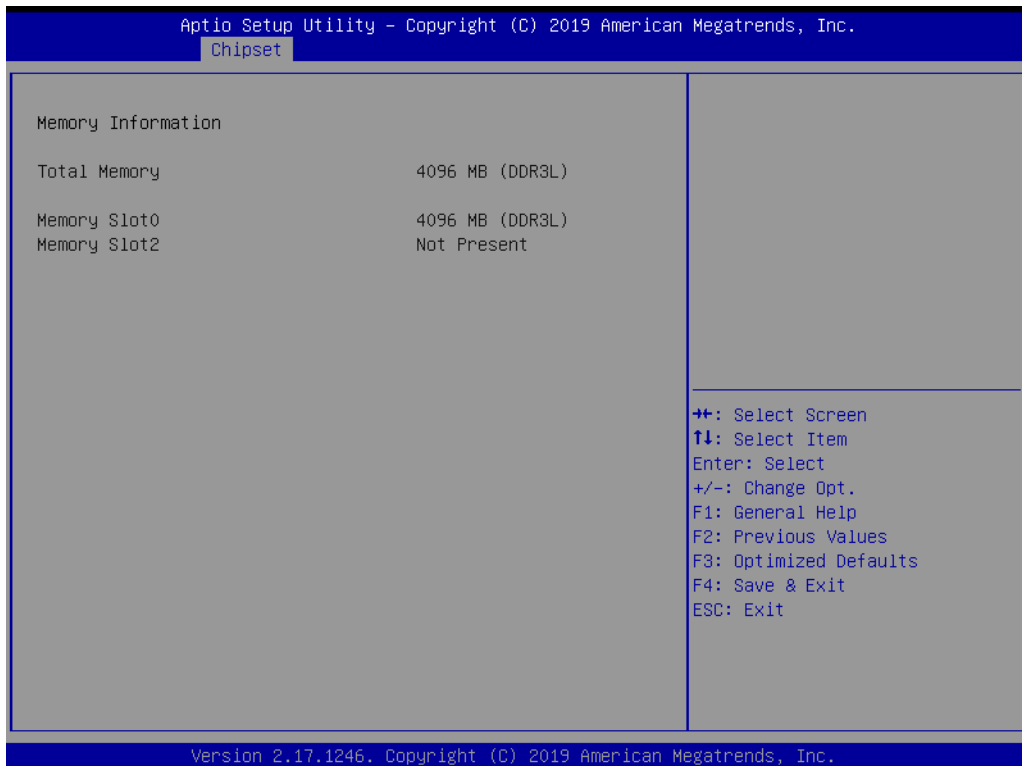 Aptio Setup Utility – Copyright (C) 2019 American Megatrends, Inc.
Chipset
Memory Information
Total Memory 4096 MB (DDR3L)
Memory Slot0 4096 MB (DDR3L)
Memory Slot2 Not Present
→←: Select Screen
↑↓: Select Item
Enter: Select
+/-: Change Opt.
F1: General Help
F2: Previous Values
F3: Optimized Defaults
F4: Save & Exit
ESC: Exit
Version 2.17.1246. Copyright (C) 2019 American Megatrends, Inc.